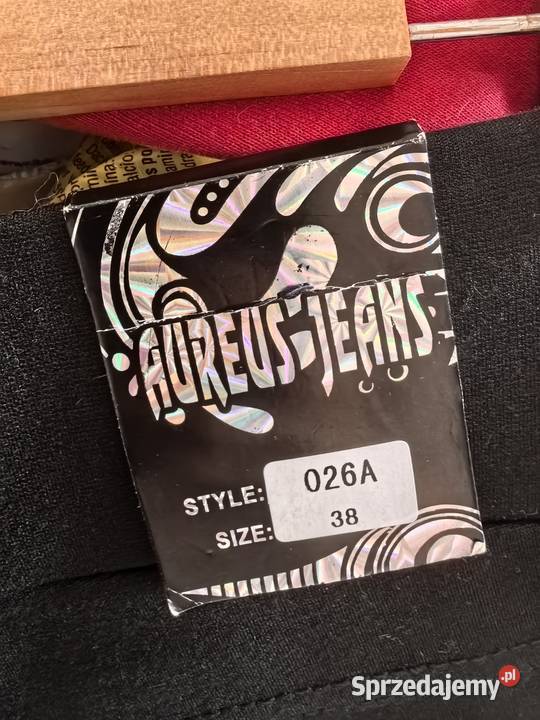 AUREUS-JEANS
STYLE: 026A
SIZE: 38
Sprzedajemy.pl